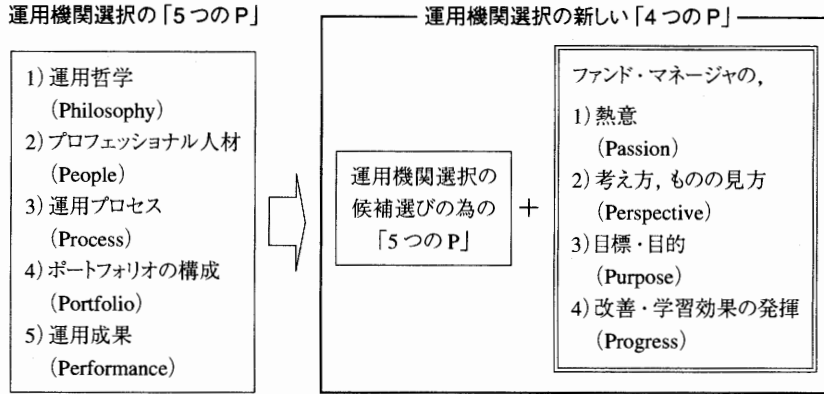 運用機関選択の「5つのP」
1)運用哲学
(Philosophy)
2)プロフェッショナル人材
(People)
3)運用プロセス
(Process)
4)ポートフォリオの構成
(Portfolio)
5)運用成果
(Performance)
運用機関選択の新しい「4つのP」
運用機関選択の
候補選びの為の
「5つのP」
+
ファンド・マネージャの,
1)熱意
(Passion)
2)考え方,ものの見方
(Perspective)
3)目標・目的
(Purpose)
4)改善・学習効果の発揮
(Progress)